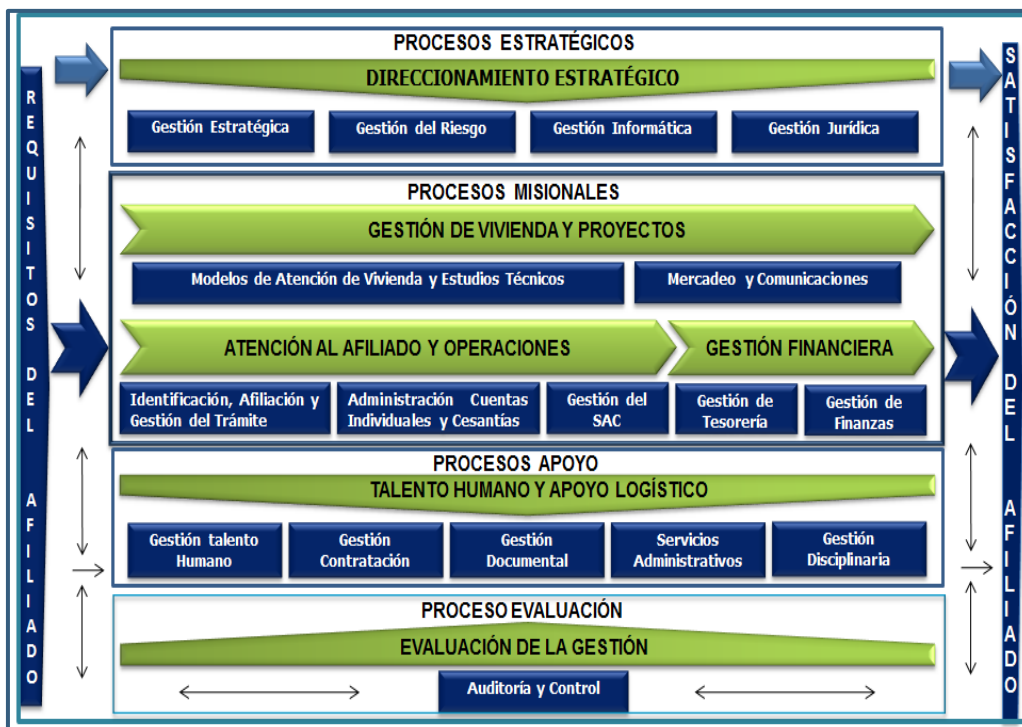 PROCESOS ESTRATÉGICOS
DIRECCIONAMIENTO ESTRATÉGICO
Gestión Estratégica
Gestión del Riesgo
Gestión Informática
Gestión Jurídica
REQUISITOS DEL AFILIADO
PROCESOS MISIONALES
GESTIÓN DE VIVIENDA Y PROYECTOS
Modelos de Atención de Vivienda y Estudios Técnicos
Mercadeo y Comunicaciones
ATENCIÓN AL AFILIADO Y OPERACIONES
GESTIÓN FINANCIERA
Identificación, Afiliación y
Gestión del Trámite
Administración Cuentas
Individuales y Cesantías
Gestión del
SAC
Gestión de
Tesorería
Gestión de
Finanzas
PROCESOS APOYO
TALENTO HUMANO Y APOYO LOGÍSTICO
Gestión talento
Humano
Gestión
Contratación
Gestión
Documental
Servicios
Administrativos
Gestión
Disciplinaria
PROCESO EVALUACIÓN
EVALUACIÓN DE LA GESTIÓN
Auditoría y Control
SATISFACCIÓN DEL AFILIADO